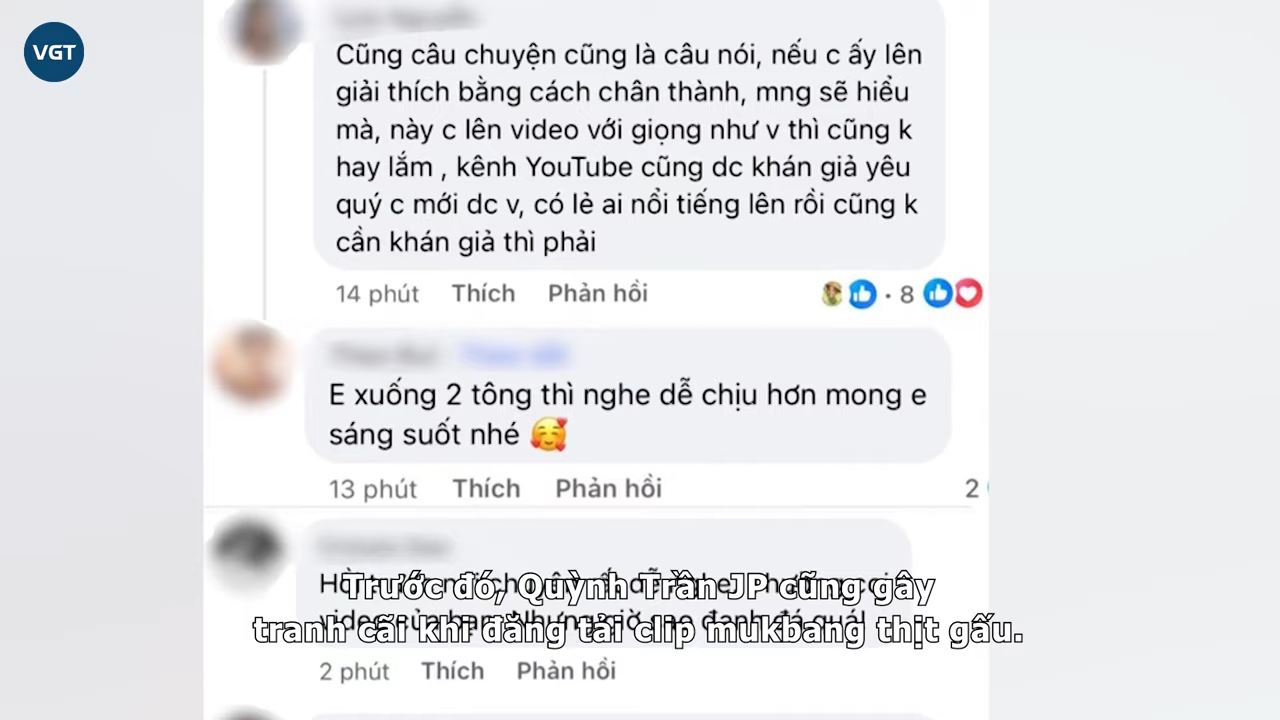 VGT
Cũng câu chuyện cũng là câu nói, nếu c ấy lên
giải thích bằng cách chân thành, mng sẽ hiểu
mà, này c lên video với giọng như v thì cũng k
hay lắm , kênh YouTube cũng dc khán giả yêu
quý c mới dc v, có lẻ ai nổi tiếng lên rồi cũng k
cần khán giả thì phải
14 phút Thích Phản hồi 8
E xuống 2 tông thì nghe dễ chịu hơn mong e
sáng suốt nhé 🥰
13 phút Thích Phản hồi 2
Trước đó, Quỳnh Trần JP cũng gây
tranh cãi khi đăng tải clip mukbang thịt gấu.
2 phút Thích Phản hồi